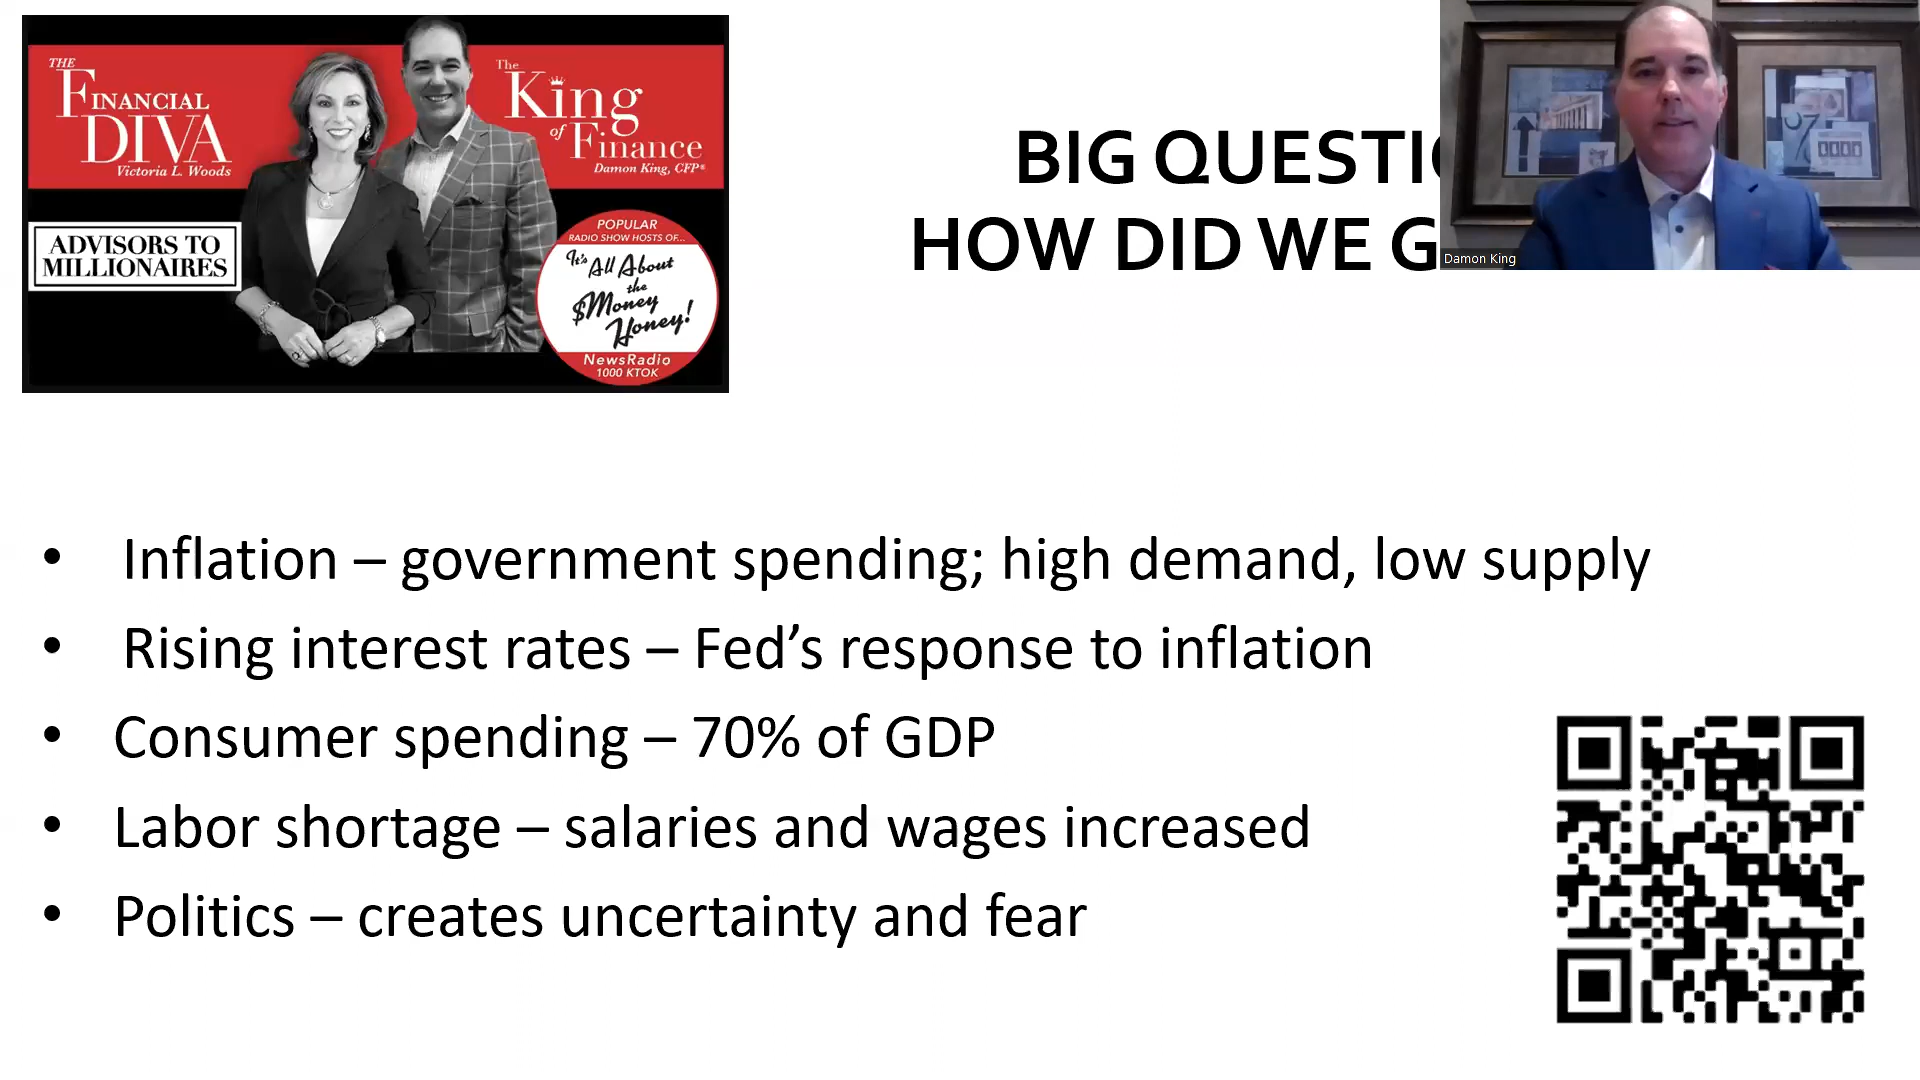 THE
FINANCIAL
DIVA
Victoria L. Woods
The
King
of Finance
Damon King, CFP®
ADVISORS TO
MILLIONAIRES
POPULAR
RADIO SHOW HOSTS OF...
It's All About
the
$Money
Honey!
NewsRadio
1000 KTOK
BIG QUESTI
HOW DID WE G
Damon King
• Inflation – government spending; high demand, low supply
• Rising interest rates – Fed’s response to inflation
• Consumer spending – 70% of GDP
• Labor shortage – salaries and wages increased
• Politics – creates uncertainty and fear